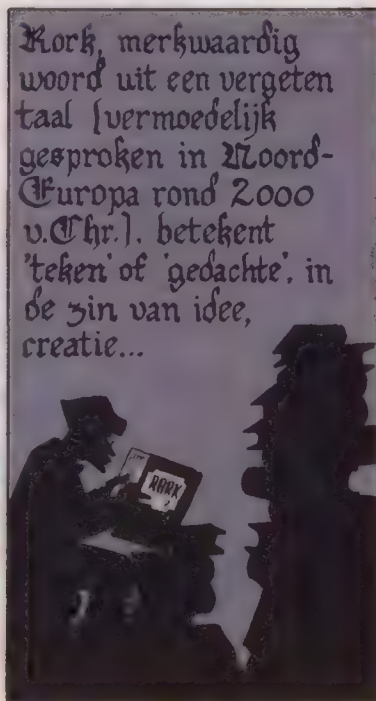 Rork, merkwaardig
woord uit een vergeten
taal [vermoedelijk
gesproken in Noord-
Europa rond 2000
v.Chr.], betekent
'teken' of 'gedachte', in
de zin van idee,
creatie...
RORK